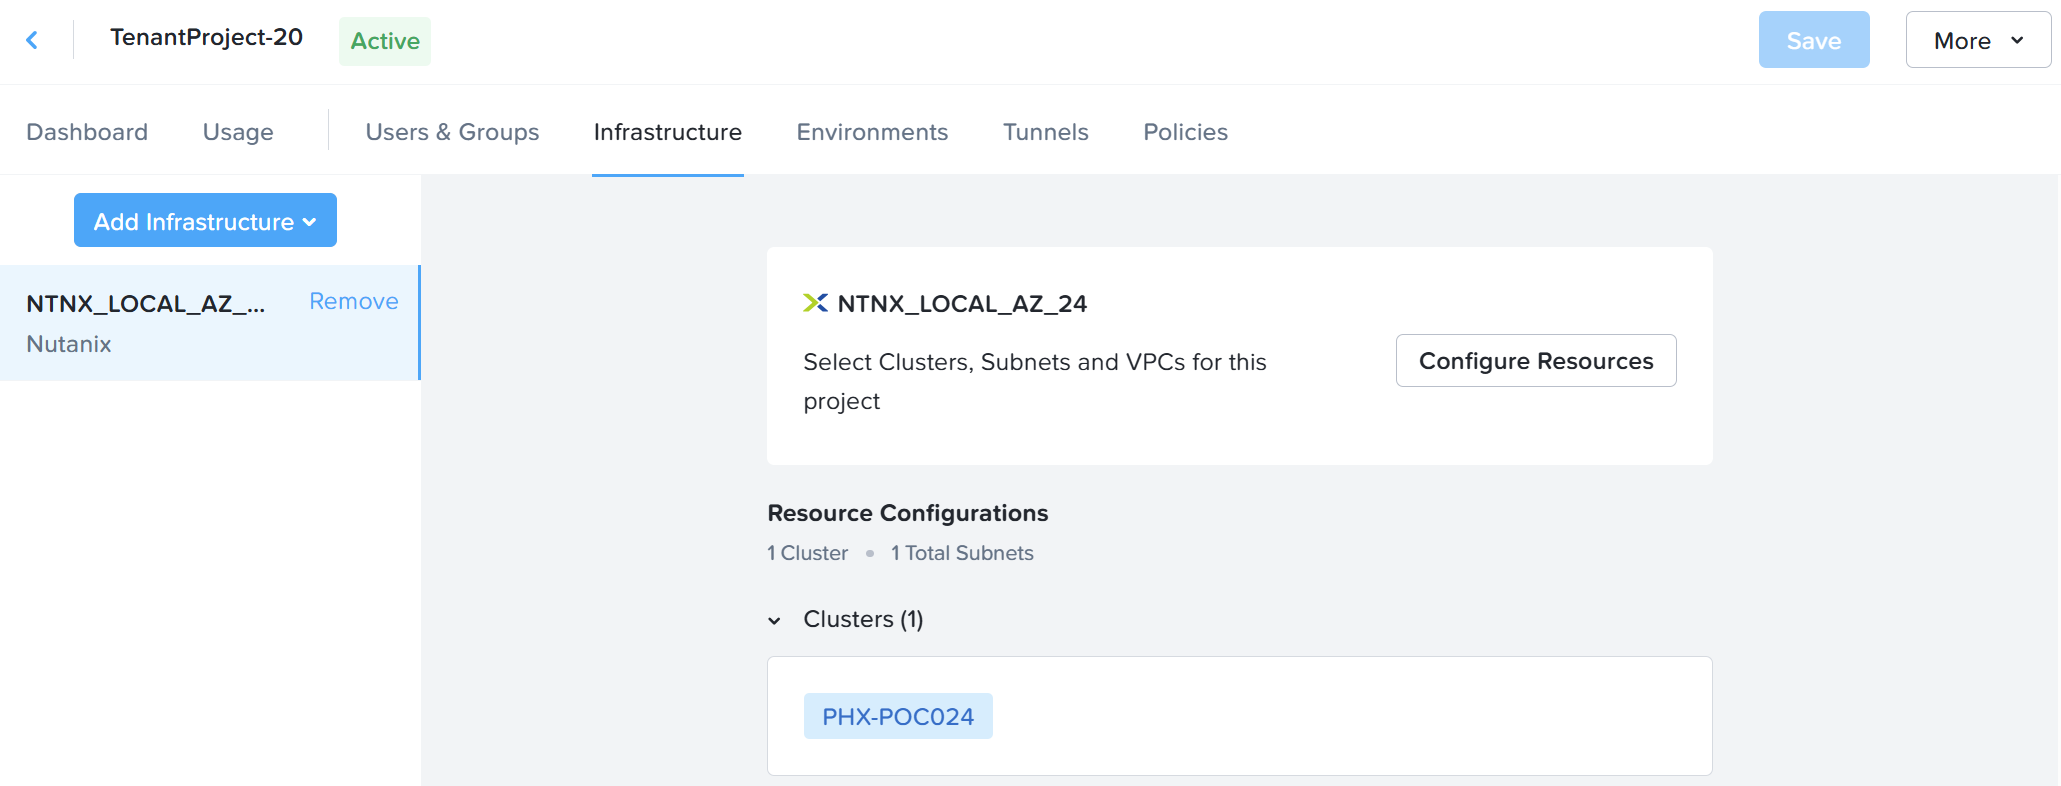 TenantProject-20
Active
Save
More
Dashboard
Usage
Users & Groups
Infrastructure
Environments
Tunnels
Policies
Add Infrastructure
NTNX_LOCAL_AZ_...
Remove
Nutanix
NTNX_LOCAL_AZ_24
Select Clusters, Subnets and VPCs for this
project
Configure Resources
Resource Configurations
1 Cluster • 1 Total Subnets
Clusters (1)
PHX-POC024